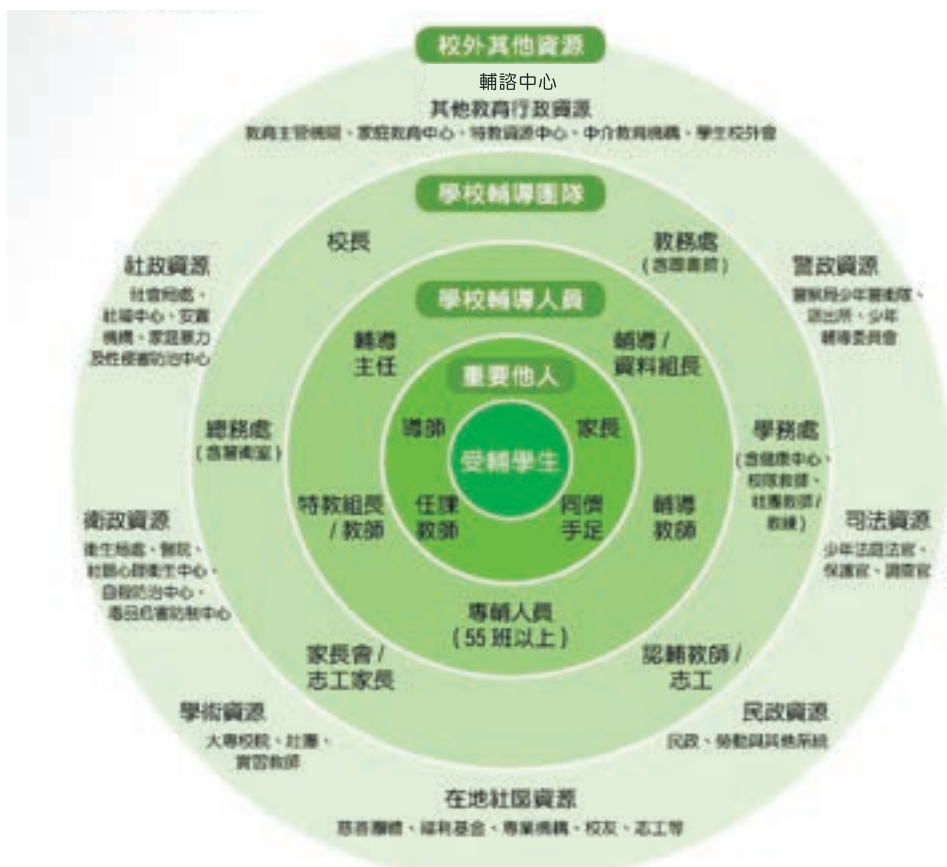 校外其他資源
輔諮中心
其他教育行政資源
教育主管機關、家庭教育中心、特教資源中心、中介教育機構、學生校外會
學校輔導團隊
校長
教務處
(含圖書館)
社政資源
社會局處、
社福中心、安置
機構、家庭暴力
及性侵害防治中心
警政資源
警察局少年警察隊、
派出所、少年
輔導委員會
學校輔導人員
輔導
主任
輔導/
資料組長
重要他人
導師
家長
受輔學生
總務處
(含警衛室)
學務處
(含健康中心、
校隊教師、
社團教師/
教練)
特教組長
/教師
任課
教師
同儕
手足
輔導
教師
衛政資源
衛生局處、醫院、
社區心理衛生中心、
自殺防治中心、
毒品危害防制中心
司法資源
少年法庭法官、
保護官、調查官
專輔人員
(55 班以上)
家長會/
志工家長
認輔教師/
志工
學術資源
大專校院、社團、
實習教師
民政資源
民政、勞動與其他系統
在地社區資源
慈善團體、福利基金、專業機構、校友、志工等